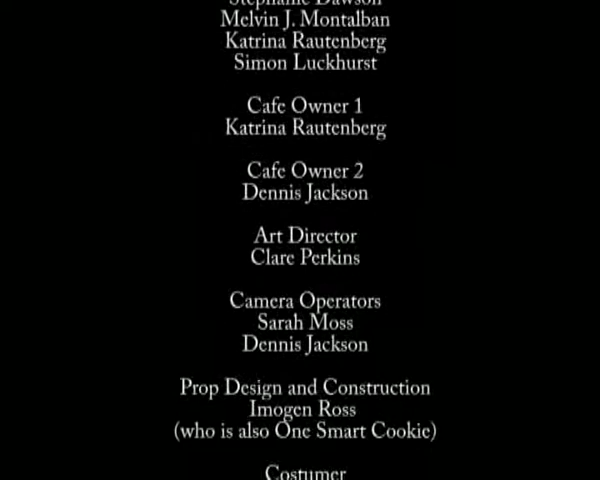 Stephanie Dawson
Melvin J. Montalban
Katrina Rautenberg
Simon Luckhurst
Cafe Owner 1
Katrina Rautenberg
Cafe Owner 2
Dennis Jackson
Art Director
Clare Perkins
Camera Operators
Sarah Moss
Dennis Jackson
Prop Design and Construction
Imogen Ross
(who is also One Smart Cookie)
Costumer